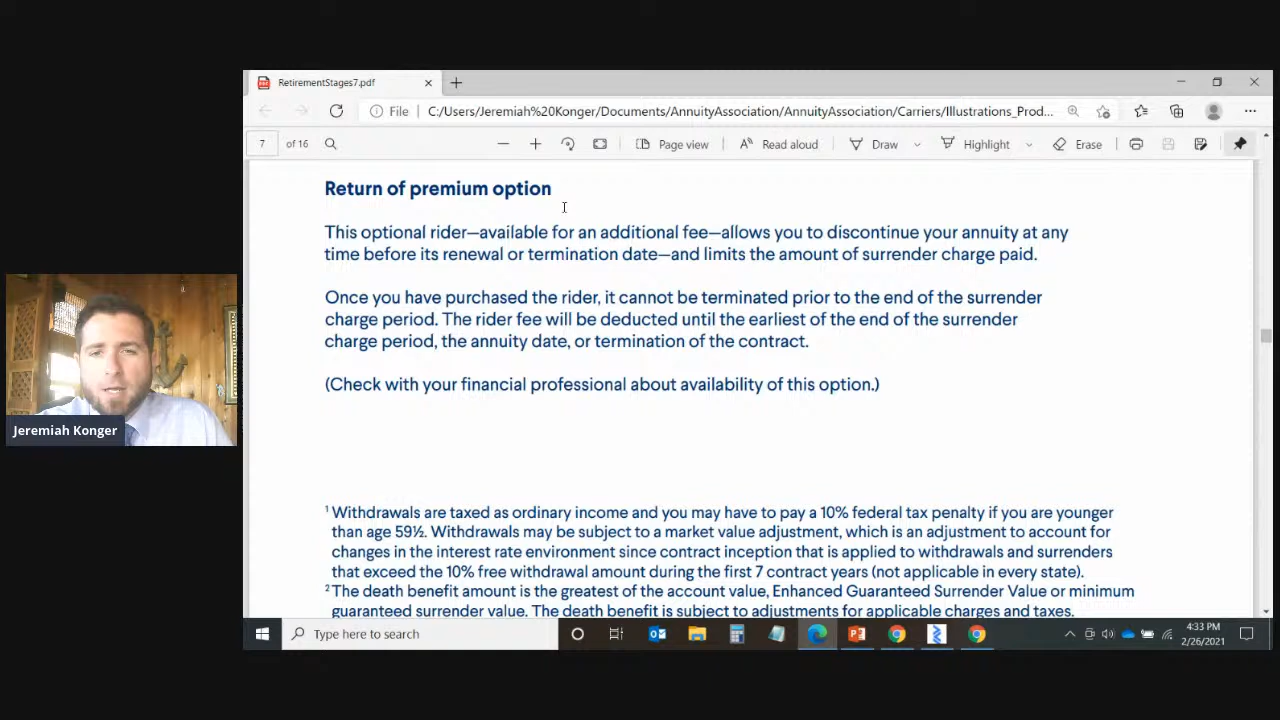 RetirementStages7.pdf
File
C:/Users/Jeremiah%20Konger/Documents/AnnuityAssociation/AnnuityAssociation/Carriers/Illustrations_Prod...
7 of 16
Page view
Read aloud
Draw
Highlight
Erase
Return of premium option
This optional rider—available for an additional fee—allows you to discontinue your annuity at any
time before its renewal or termination date—and limits the amount of surrender charge paid.
Once you have purchased the rider, it cannot be terminated prior to the end of the surrender
charge period. The rider fee will be deducted until the earliest of the end of the surrender
charge period, the annuity date, or termination of the contract.
(Check with your financial professional about availability of this option.)
Jeremiah Konger
1 Withdrawals are taxed as ordinary income and you may have to pay a 10% federal tax penalty if you are younger
than age 59½. Withdrawals may be subject to a market value adjustment, which is an adjustment to account for
changes in the interest rate environment since contract inception that is applied to withdrawals and surrenders
that exceed the 10% free withdrawal amount during the first 7 contract years (not applicable in every state).
2 The death benefit amount is the greatest of the account value, Enhanced Guaranteed Surrender Value or minimum
guaranteed surrender value. The death benefit is subject to adjustments for applicable charges and taxes.
Type here to search
4:33 PM
2/26/2021